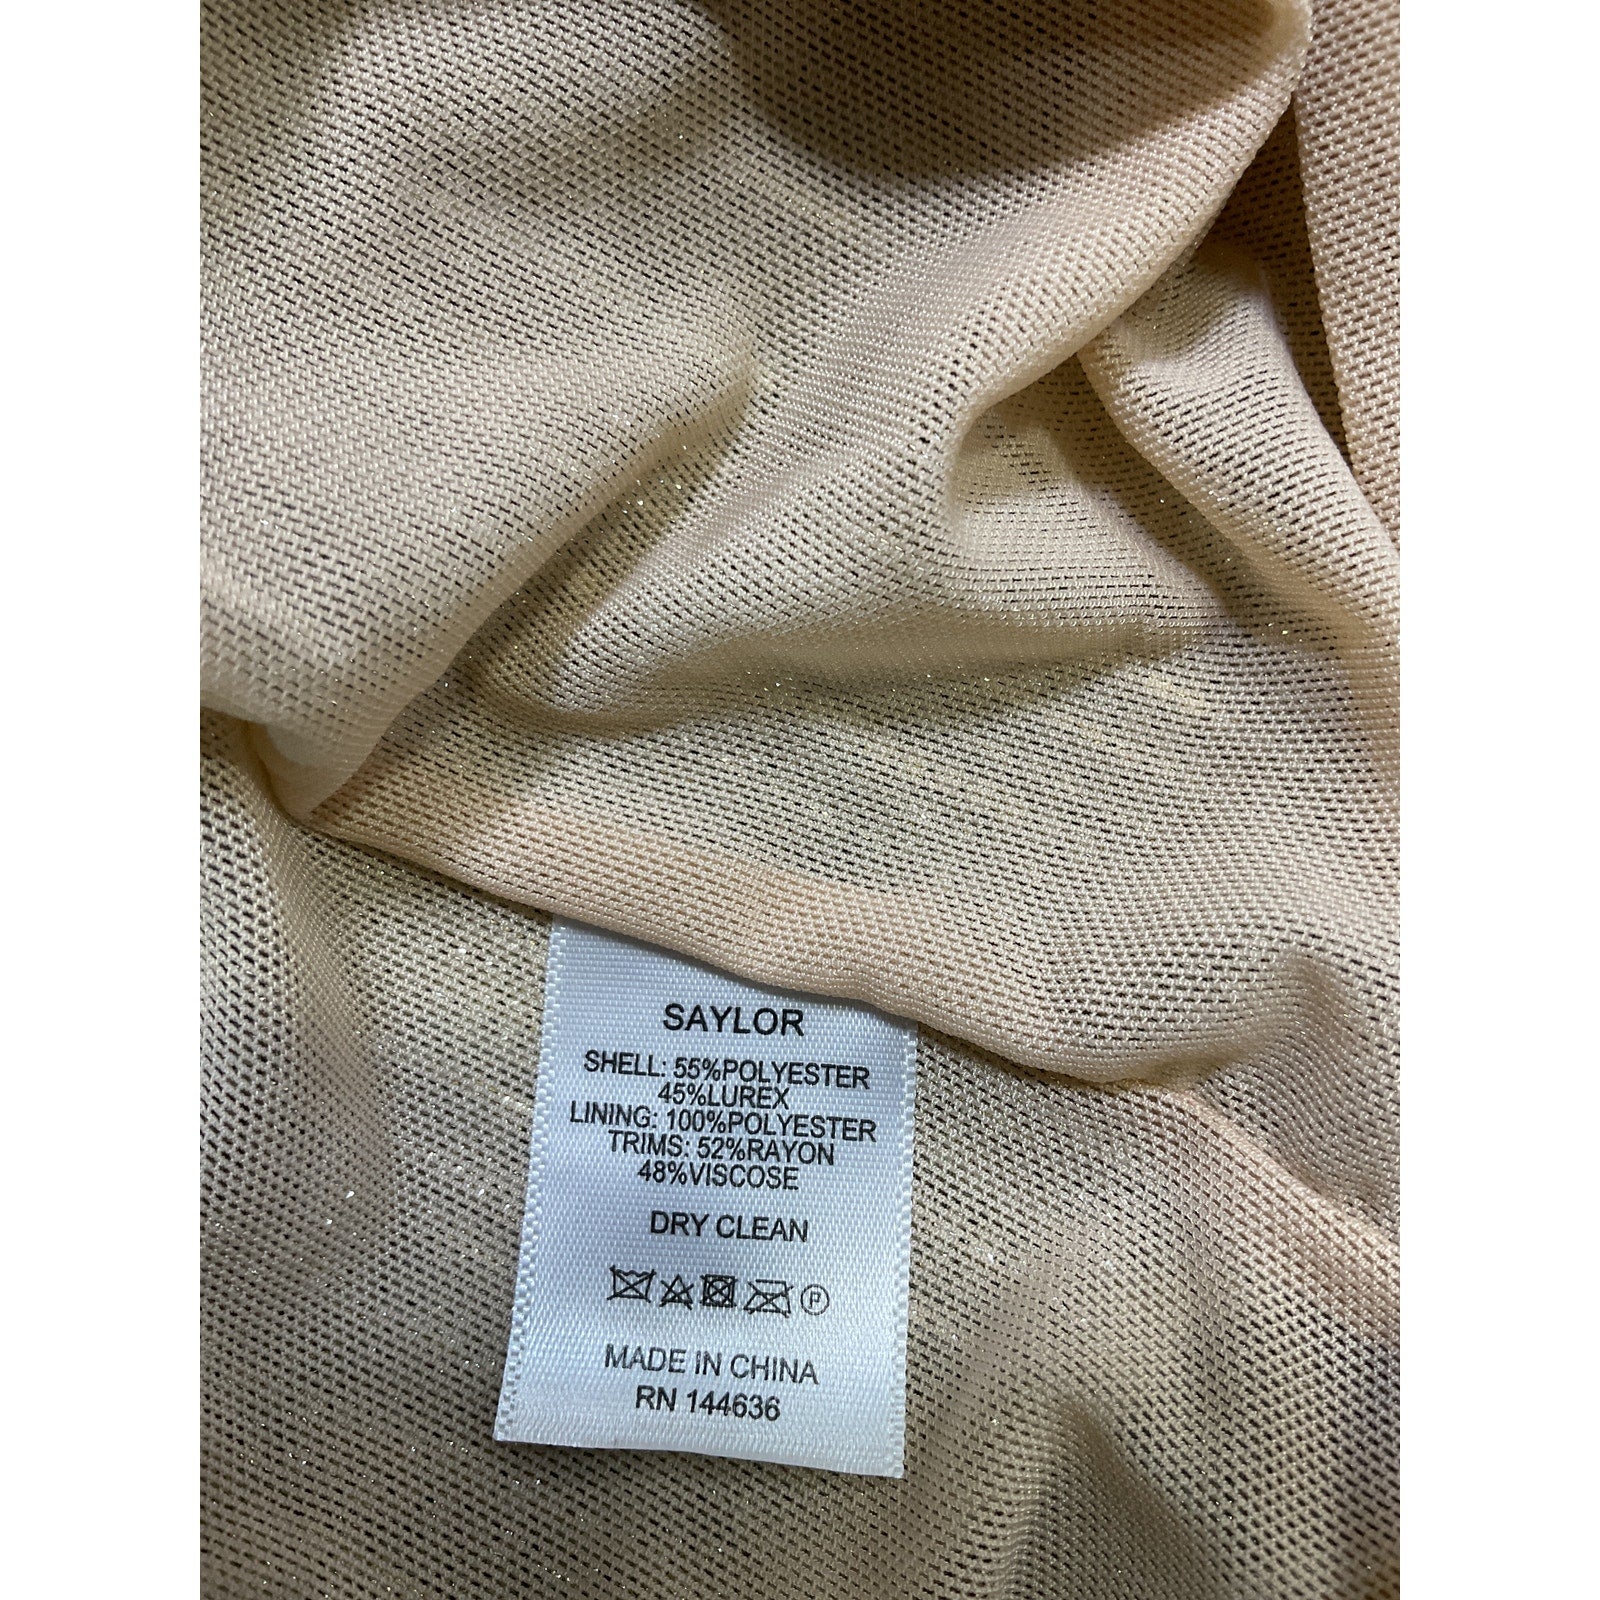 SAYLOR
SHELL: 55%POLYESTER
45%LUREX
LINING: 100%POLYESTER
TRIMS: 52%RAYON
48%VISCOSE
DRY CLEAN
P
MADE IN CHINA
RN 144636